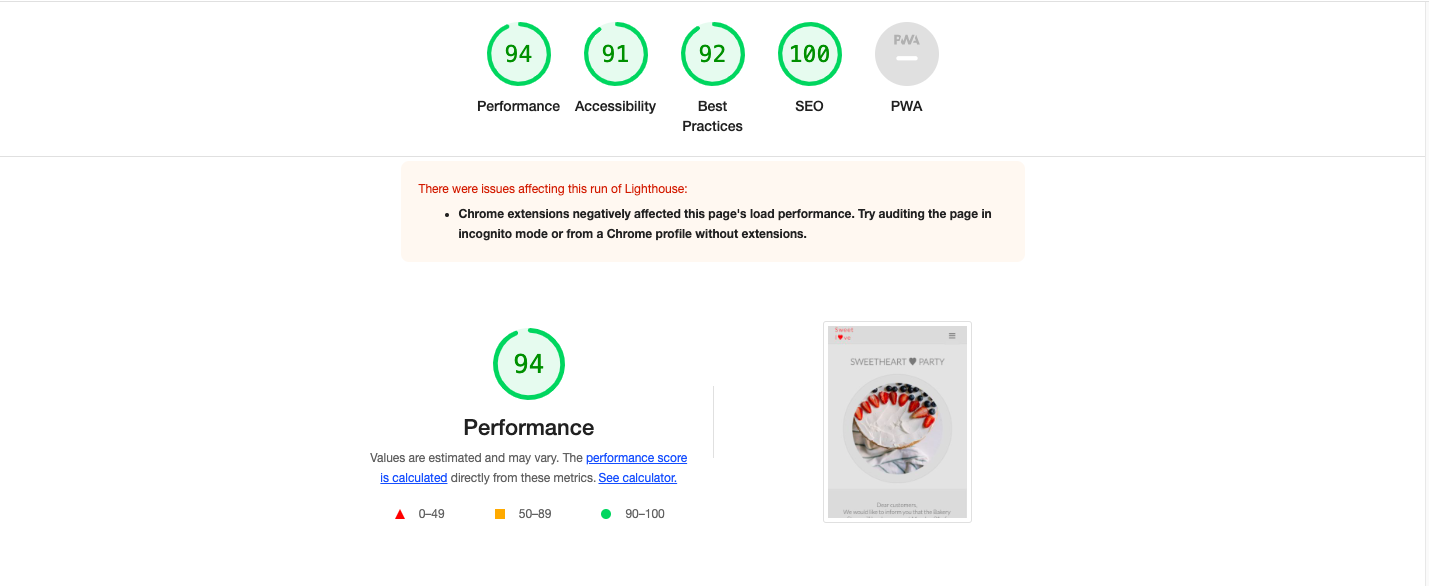 94
91
92
100
PWA
Performance
Accessibility
Best
Practices
SEO
PWA
There were issues affecting this run of Lighthouse:
Chrome extensions negatively affected this page's load performance. Try auditing the page in
incognito mode or from a Chrome profile without extensions.
94
Performance
Values are estimated and may vary. The performance score
is calculated directly from these metrics. See calculator.
0–49
50–89
90–100
Sweet
l❤ve
SWEETHEART ♥ PARTY
Dear customers,
We would like to inform you that the Bakery